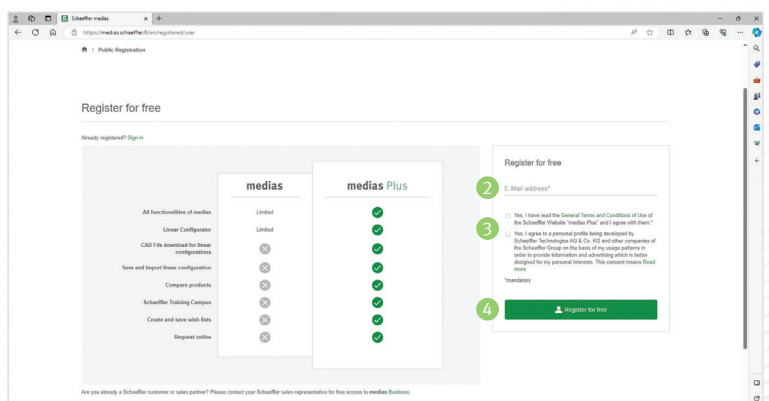 Schaeffler medias
https://medias.schaeffler.fi/en/registered/user
/ Public Registration
Register for free
Already registered? Sign in
medias
medias Plus
All functionalities of medias Limited
Linear Configurator Limited
CAD File download for linear
configurations
Save and Import linear configuration
Compare products
Schaeffler Training Campus
Create and save wish lists
Request online
Register for free
2
E-Mail address*
3
Yes, I have read the General Terms and Conditions of Use of
the Schaeffler Website "medias Plus" and I agree with them.*
Yes, I agree to a personal profile being developed by
Schaeffler Technologies AG & Co. KG and other companies of
the Schaeffler Group on the basis of my usage patterns in
order to provide information and advertising which is better
designed for my personal interests. This consent means Read
more
*mandatory
4
Register for free
Are you already a Schaeffler customer or sales partner? Please contact your Schaeffler sales representative for free access to medias Business.